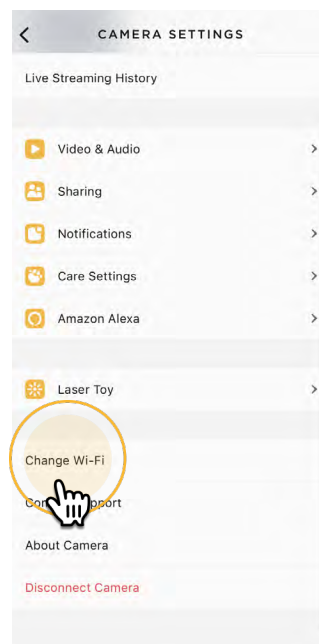 CAMERA SETTINGS
Live Streaming History
Video & Audio
Sharing
Notifications
Care Settings
Amazon Alexa
Laser Toy
Change Wi-Fi
About Camera
Disconnect Camera